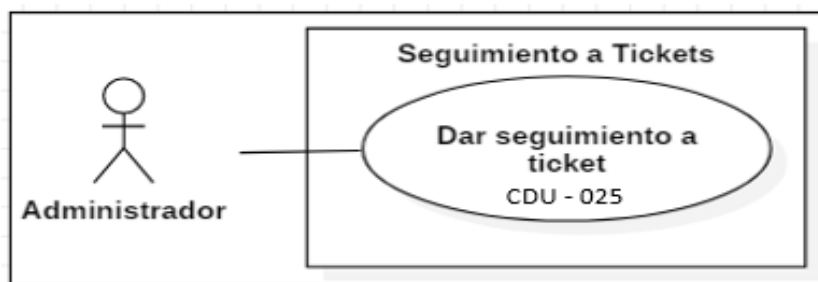 Seguimiento a Tickets
Dar seguimiento a
ticket
CDU - 025
Administrador